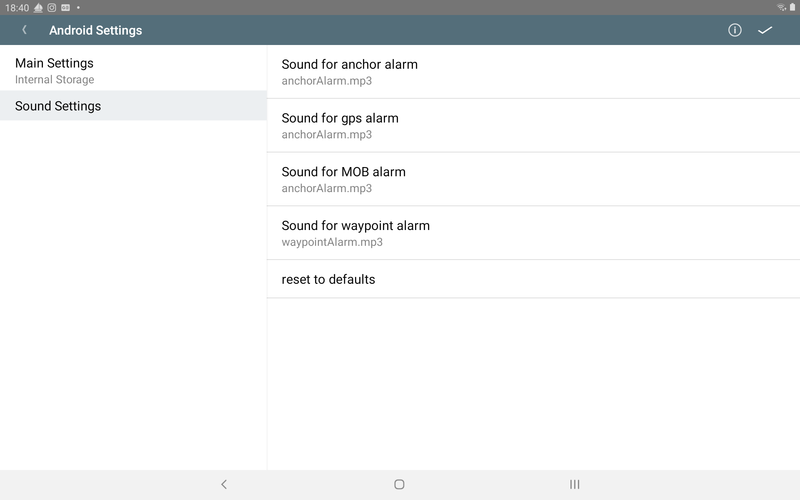 18:40
Android Settings
Main Settings
Internal Storage
Sound Settings
Sound for anchor alarm
anchorAlarm.mp3
Sound for gps alarm
anchorAlarm.mp3
Sound for MOB alarm
anchorAlarm.mp3
Sound for waypoint alarm
waypointAlarm.mp3
reset to defaults